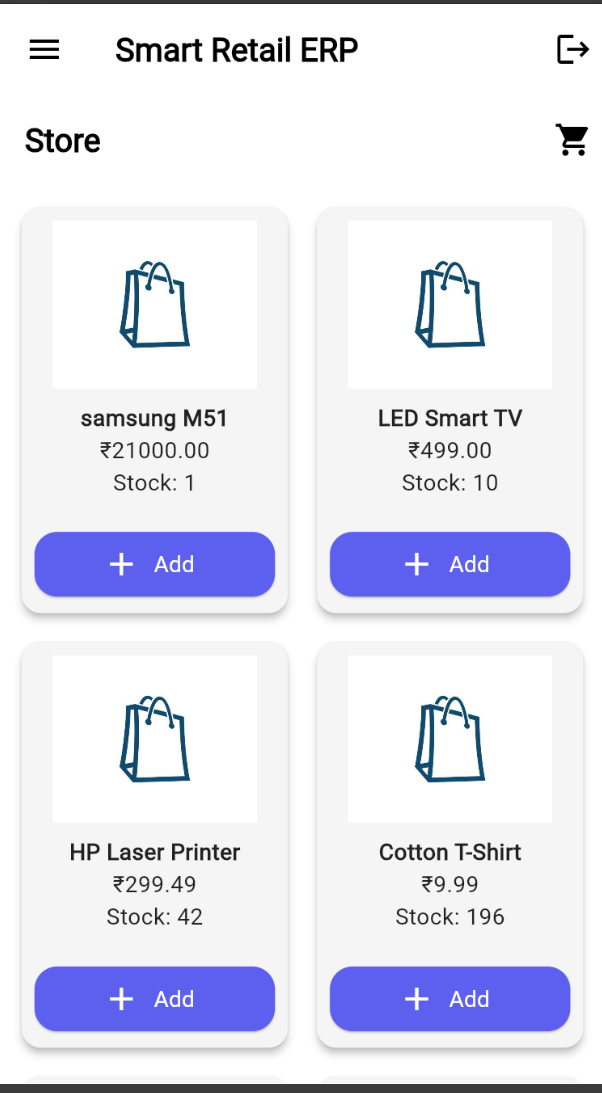 Smart Retail ERP
Store
samsung M51
₹21000.00
Stock: 1
+ Add
LED Smart TV
₹499.00
Stock: 10
+ Add
HP Laser Printer
₹299.49
Stock: 42
+ Add
Cotton T-Shirt
₹9.99
Stock: 196
+ Add